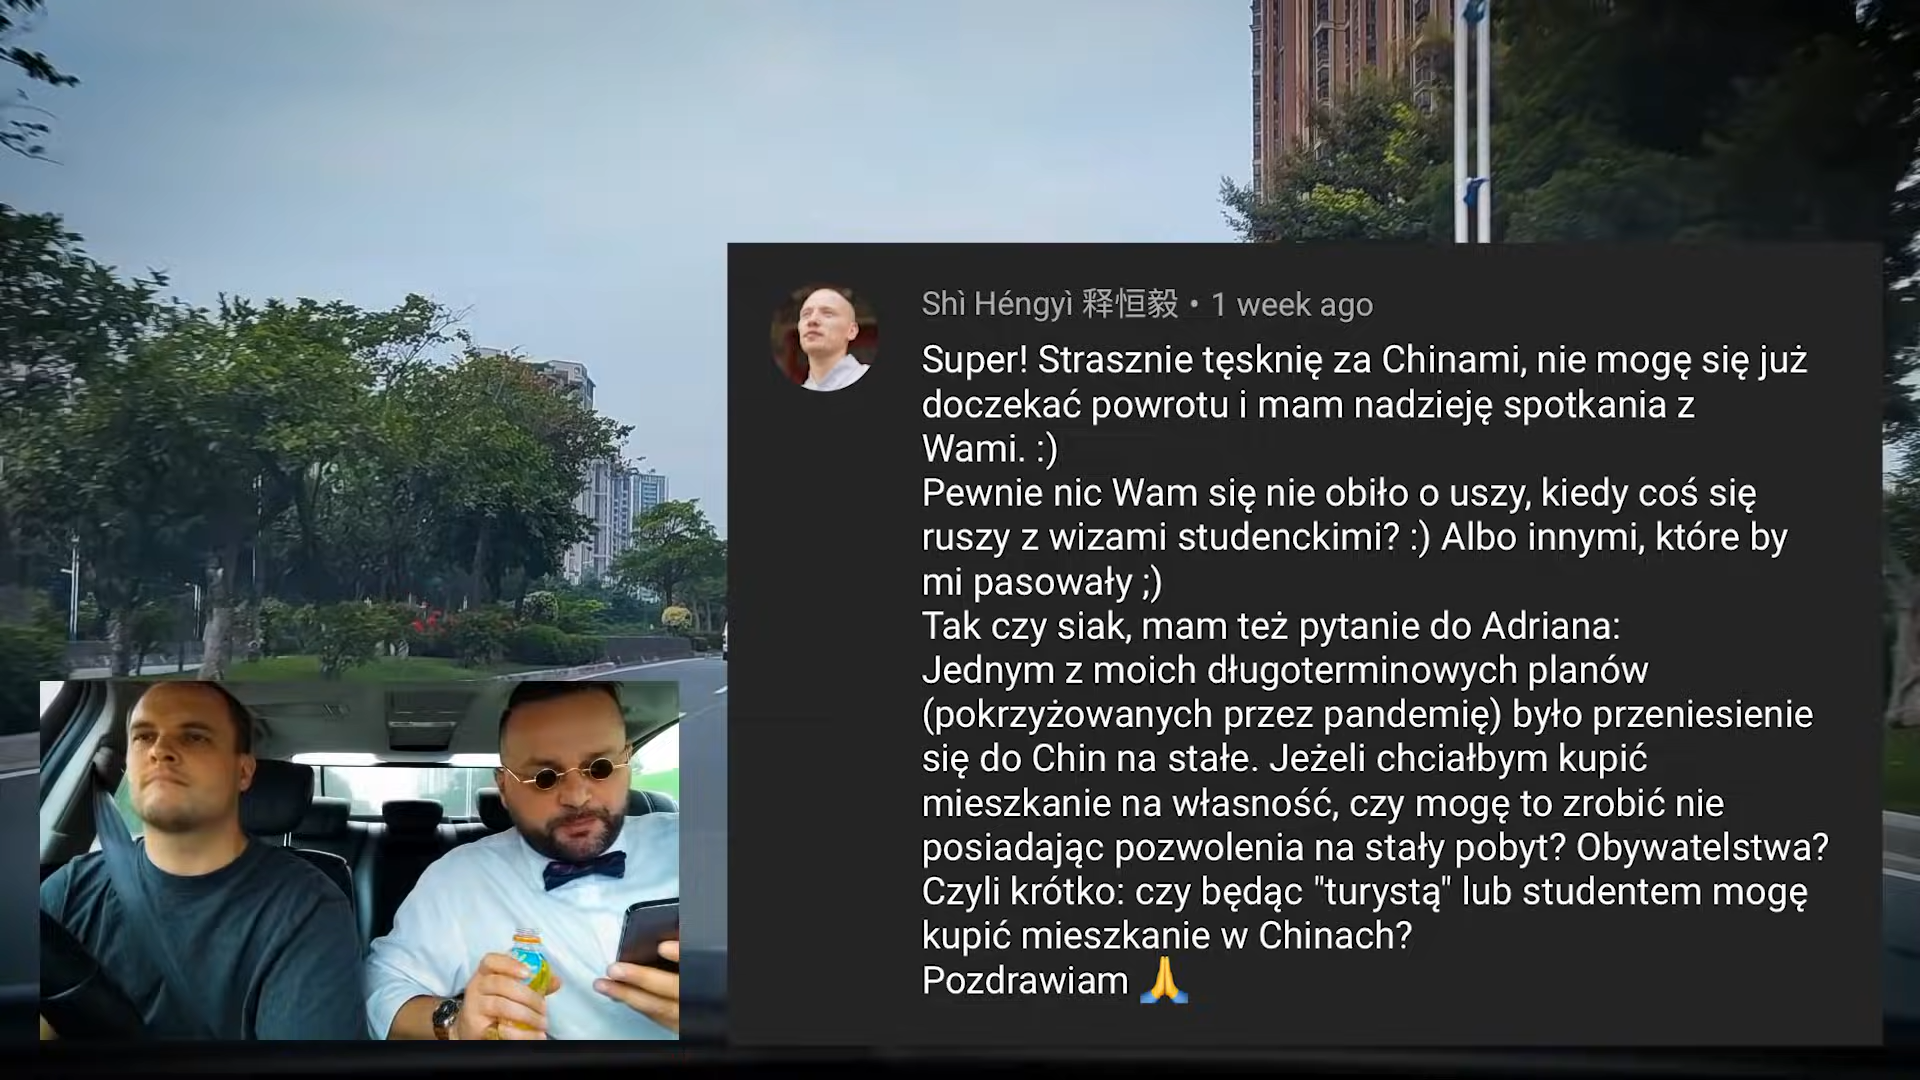 Shì Héngyì 释恒毅 • 1 week ago
Super! Strasznie tęsknię za Chinami, nie mogę się już
doczekać powrotu i mam nadzieję spotkania z
Wami. :)
Pewnie nic Wam się nie obiło o uszy, kiedy coś się
ruszy z wizami studenckimi? :) Albo innymi, które by
mi pasowały ;)
Tak czy siak, mam też pytanie do Adriana:
Jednym z moich długoterminowych planów
(pokrzyżowanych przez pandemię) było przeniesienie
się do Chin na stałe. Jeżeli chciałbym kupić
mieszkanie na własność, czy mogę to zrobić nie
posiadając pozwolenia na stały pobyt? Obywatelstwa?
Czyli krótko: czy będąc "turystą" lub studentem mogę
kupić mieszkanie w Chinach?
Pozdrawiam 🙏